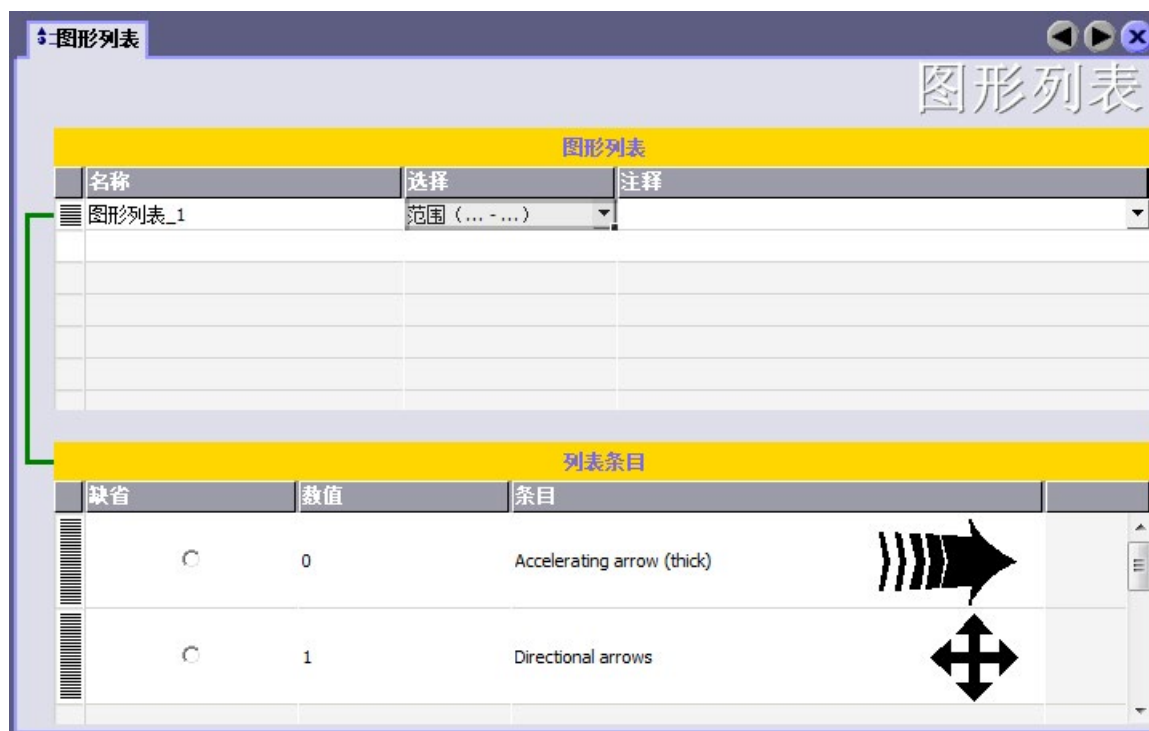 图形列表
图形列表
图形列表
名称 选择 注释
图形列表_1 范围 (... - ...)
列表条目
缺省 数值 条目
0 Accelerating arrow (thick)
1 Directional arrows